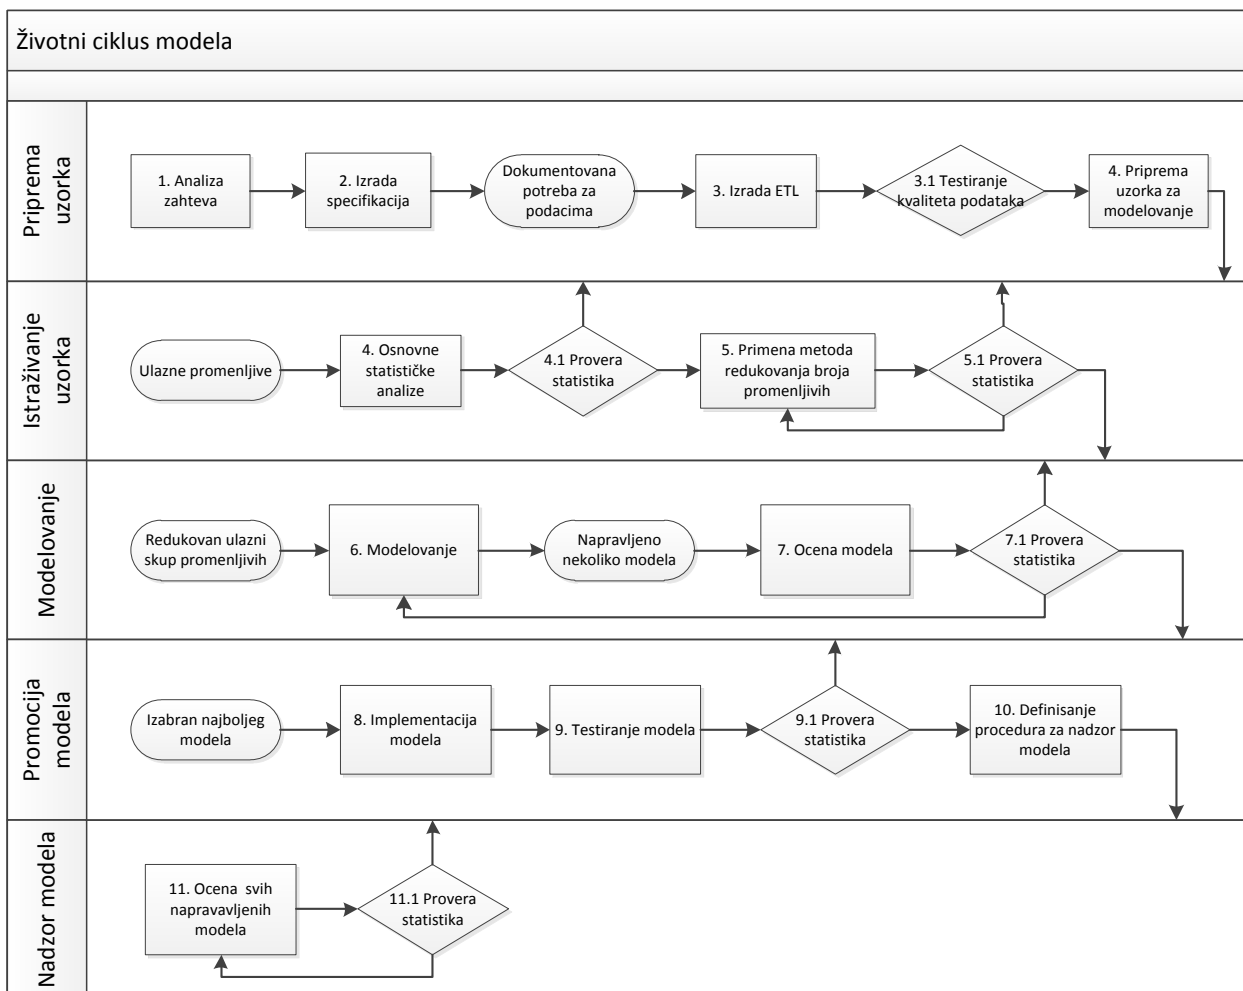 Životni ciklus modela
Priprema
uzorka
1. Analiza
zahteva
2. Izrada
specifikacija
Dokumentovana
potreba za
podacima
3. Izrada ETL
3.1 Testiranje
kvaliteta podataka
4. Priprema
uzorka za
modelovanje
Istraživanje
uzorka
Ulazne promenljive
4. Osnovne
statističke
analize
4.1 Provera
statistika
5. Primena metoda
redukovanja broja
promenljivih
5.1 Provera
statistika
Modelovanje
Redukovan ulazni
skup promenljivih
6. Modelovanje
Napravljeno
nekoliko modela
7. Ocena modela
7.1 Provera
statistika
Promocija
modela
Izabran najboljeg
modela
8. Implementacija
modela
9. Testiranje modela
9.1 Provera
statistika
10. Definisanje
procedura za nadzor
modela
Nadzor modela
11. Ocena svih
napravavljenih
modela
11.1 Provera
statistika